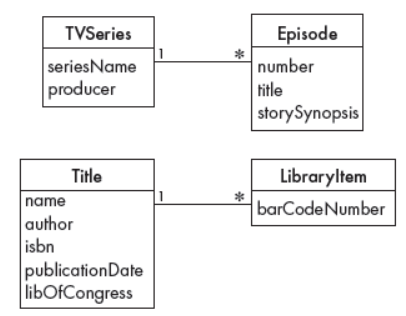 TVSeries
seriesName
producer
1
*
Episode
number
title
storySynopsis
Title
name
author
isbn
publicationDate
libOfCongress
1
*
LibraryItem
barCodeNumber